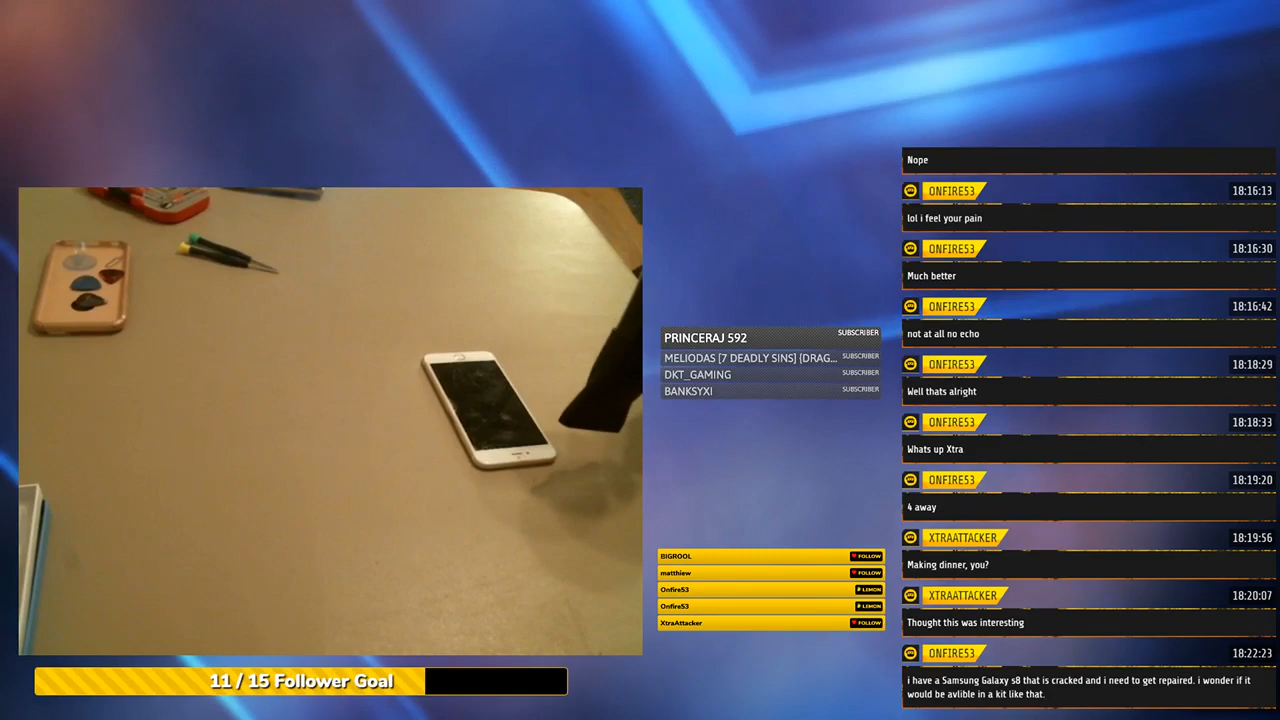 Nope
ONFIRE53 18:16:13
lol i feel your pain
ONFIRE53 18:16:30
Much better
ONFIRE53 18:16:42
not at all no echo
ONFIRE53 18:18:29
Well thats alright
ONFIRE53 18:18:33
Whats up Xtra
ONFIRE53 18:19:20
4 away
XTRAATTACKER 18:19:56
Making dinner, you?
XTRAATTACKER 18:20:07
Thought this was interesting
ONFIRE53 18:22:23
i have a Samsung Galaxy s8 that is cracked and i need to get repaired. i wonder if it
would be avlible in a kit like that.
PRINCERAJ 592 SUBSCRIBER
MELIODAS [7 DEADLY SINS] (DRAG... SUBSCRIBER
DKT_GAMING SUBSCRIBER
BANKSYXI SUBSCRIBER
BIGROOL FOLLOW
matthiew FOLLOW
Onfire53 LEMON
Onfire53 LEMON
XtraAttacker FOLLOW
11 / 15 Follower Goal